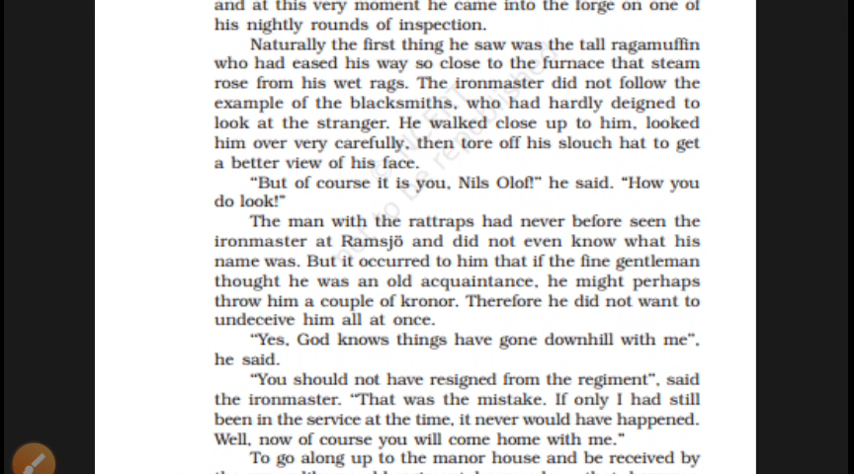 and at this very moment he came into the forge on one of
his nightly rounds of inspection.
Naturally the first thing he saw was the tall ragamuffin
who had eased his way so close to the furnace that steam
rose from his wet rags. The ironmaster did not follow the
example of the blacksmiths, who had hardly deigned to
look at the stranger. He walked close up to him, looked
him over very carefully, then tore off his slouch hat to get
a better view of his face.
“But of course it is you, Nils Olof!” he said. “How you
do look!”
The man with the rattraps had never before seen the
ironmaster at Ramsjö and did not even know what his
name was. But it occurred to him that if the fine gentleman
thought he was an old acquaintance, he might perhaps
throw him a couple of kronor. Therefore he did not want to
undeceive him all at once.
“Yes, God knows things have gone downhill with me”,
he said.
“You should not have resigned from the regiment”, said
the ironmaster. “That was the mistake. If only I had still
been in the service at the time, it never would have happened.
Well, now of course you will come home with me.”
To go along up to the manor house and be received by
not to be republished